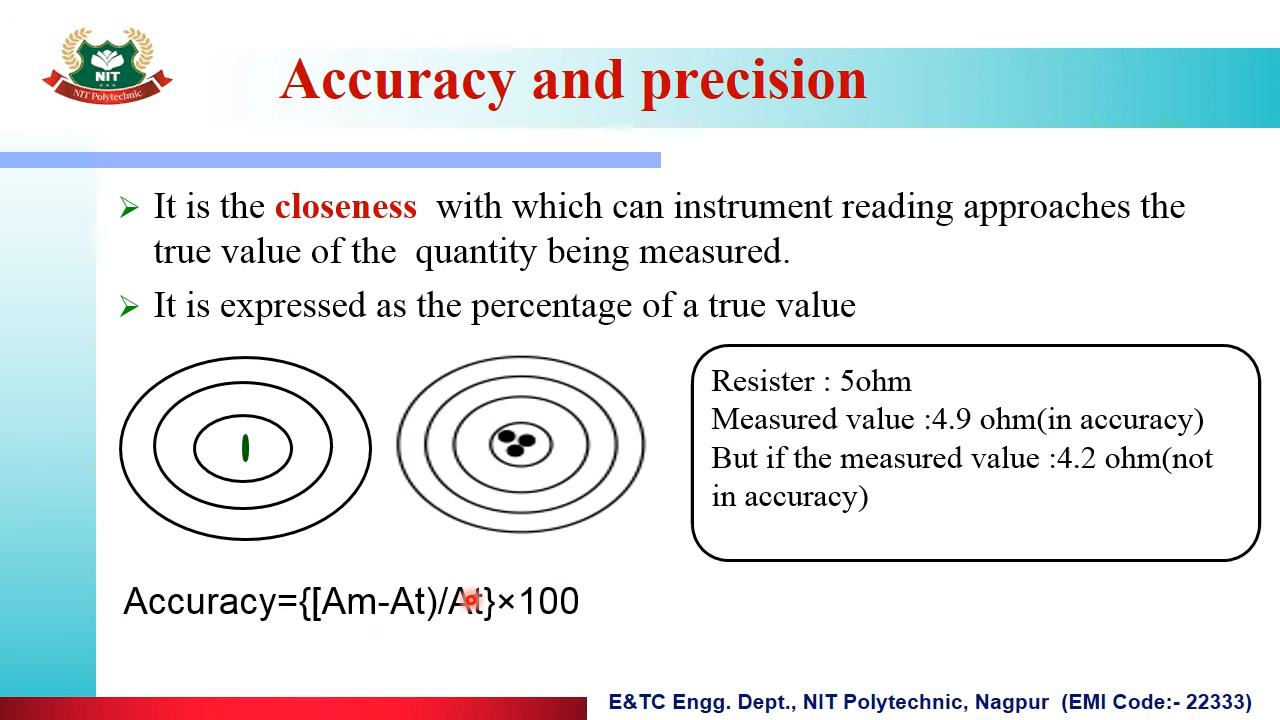 NIT
NIT Polytechnic
Accuracy and precision
It is the closeness with which can instrument reading approaches the
true value of the quantity being measured.
It is expressed as the percentage of a true value
Resister : 5ohm
Measured value :4.9 ohm(in accuracy)
But if the measured value :4.2 ohm(not
in accuracy)
Accuracy={[Am-At)/At}×100
E&TC Engg. Dept., NIT Polytechnic, Nagpur (EMI Code:- 22333)